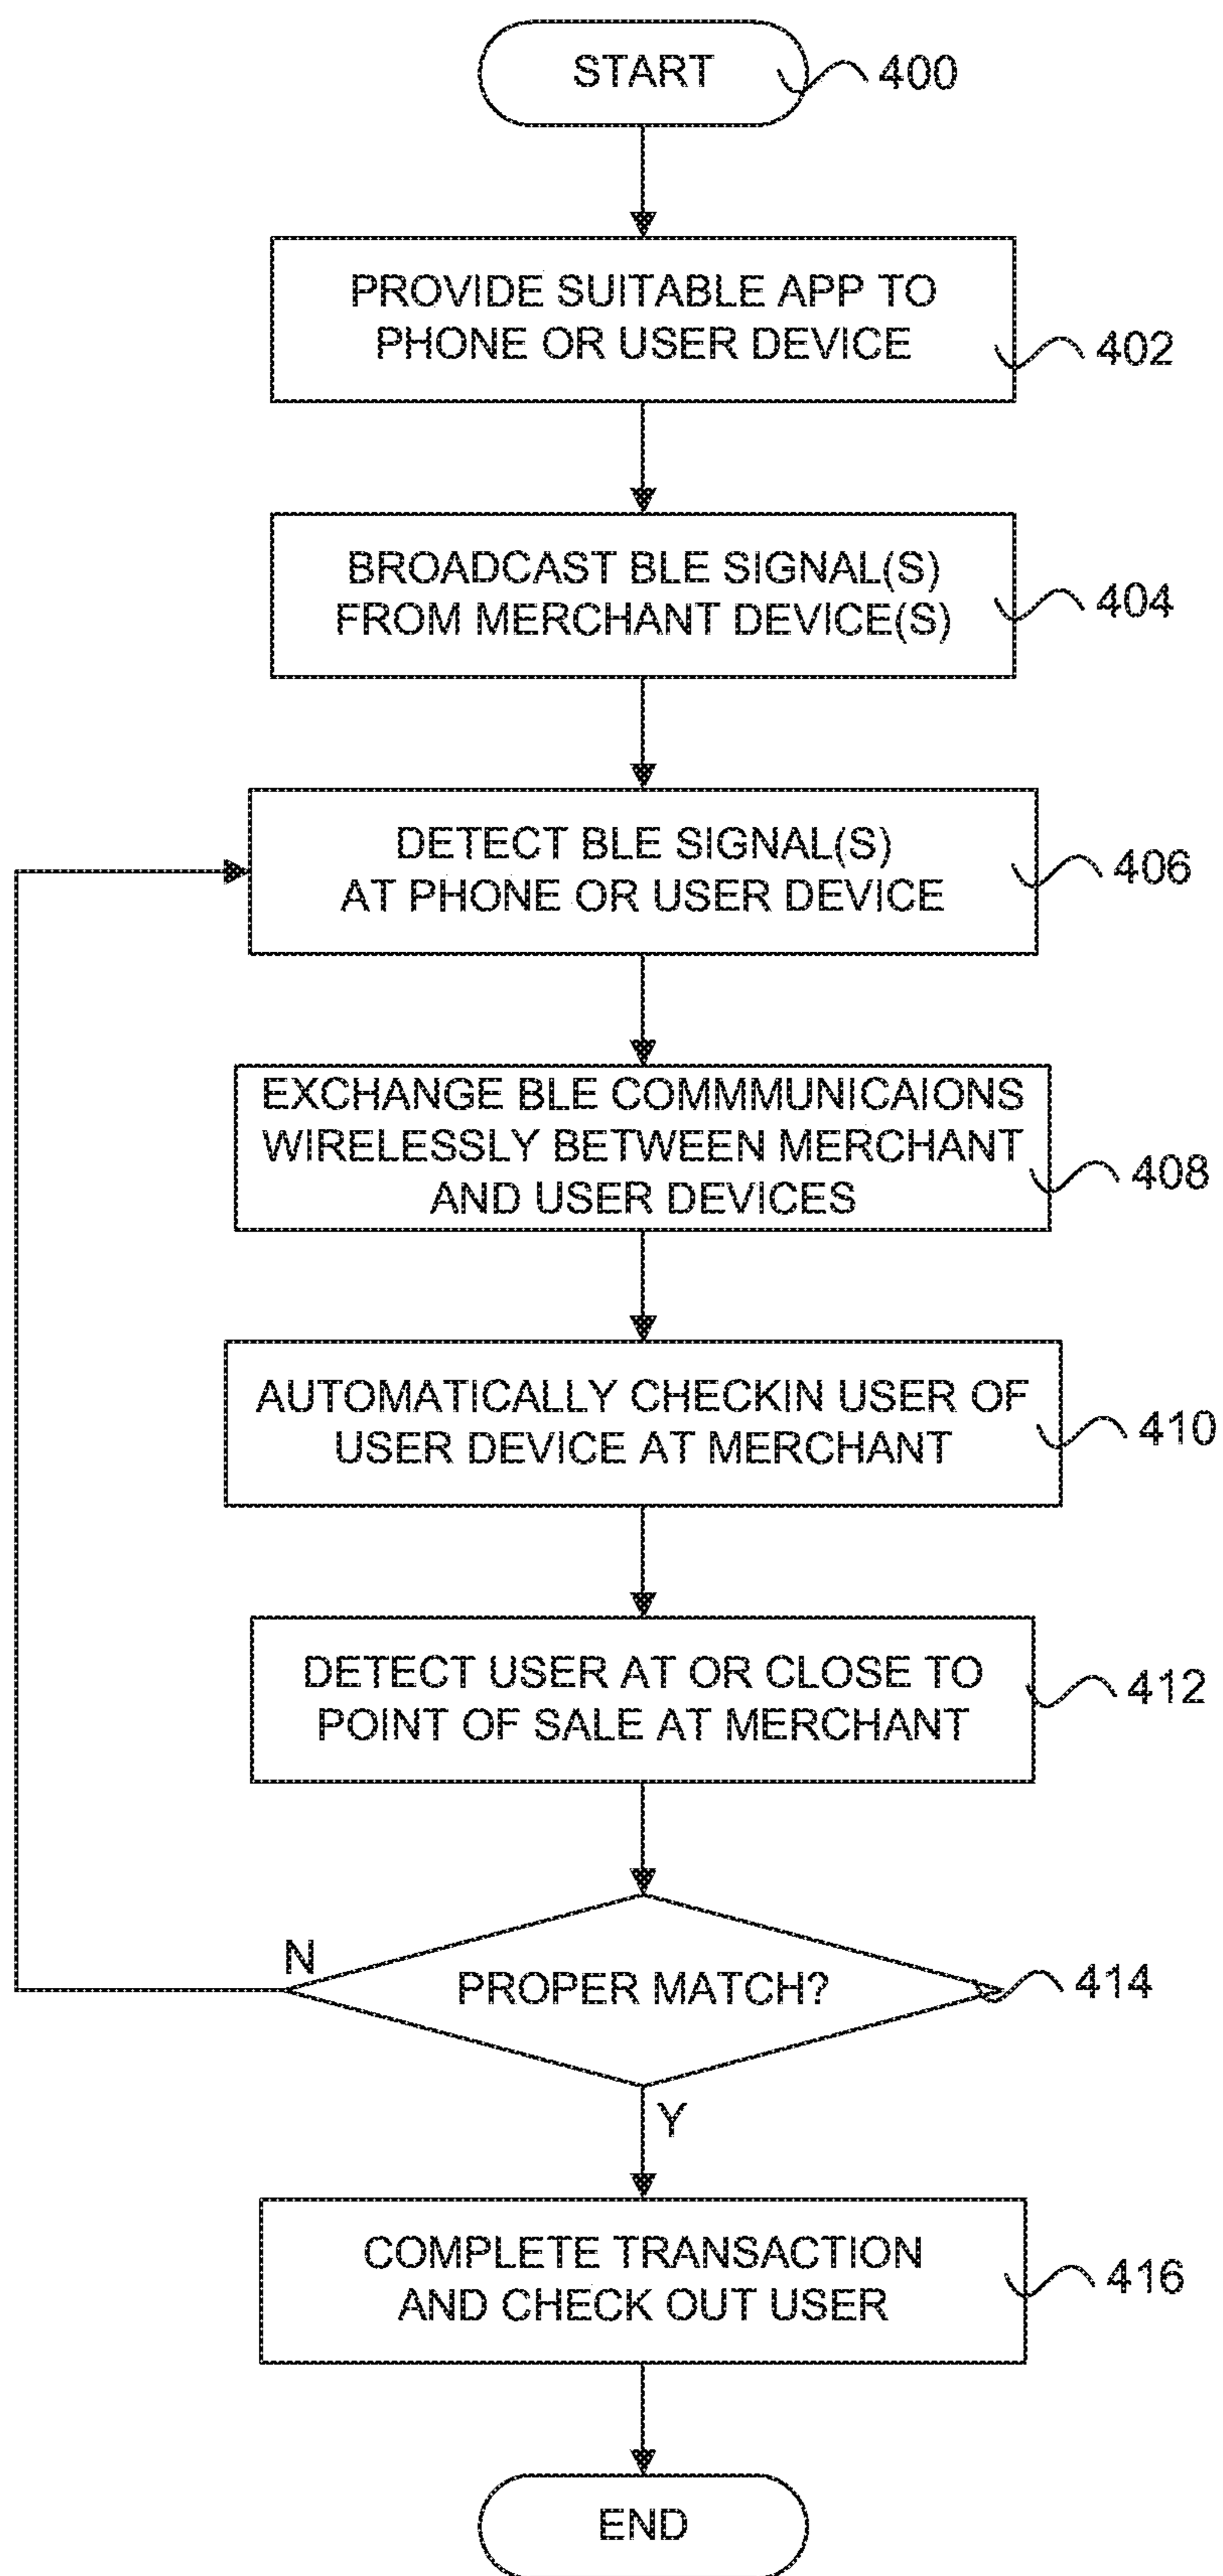 START
400
PROVIDE SUITABLE APP TO
PHONE OR USER DEVICE
402
BROADCAST BLE SIGNAL(S)
FROM MERCHANT DEVICE(S)
404
DETECT BLE SIGNAL(S)
AT PHONE OR USER DEVICE
406
EXCHANGE BLE COMMMUNICAIONS
WIRELESSLY BETWEEN MERCHANT
AND USER DEVICES
408
AUTOMATICALLY CHECKIN USER OF
USER DEVICE AT MERCHANT
410
DETECT USER AT OR CLOSE TO
POINT OF SALE AT MERCHANT
412
N
PROPER MATCH?
414
Y
COMPLETE TRANSACTION
AND CHECK OUT USER
416
END